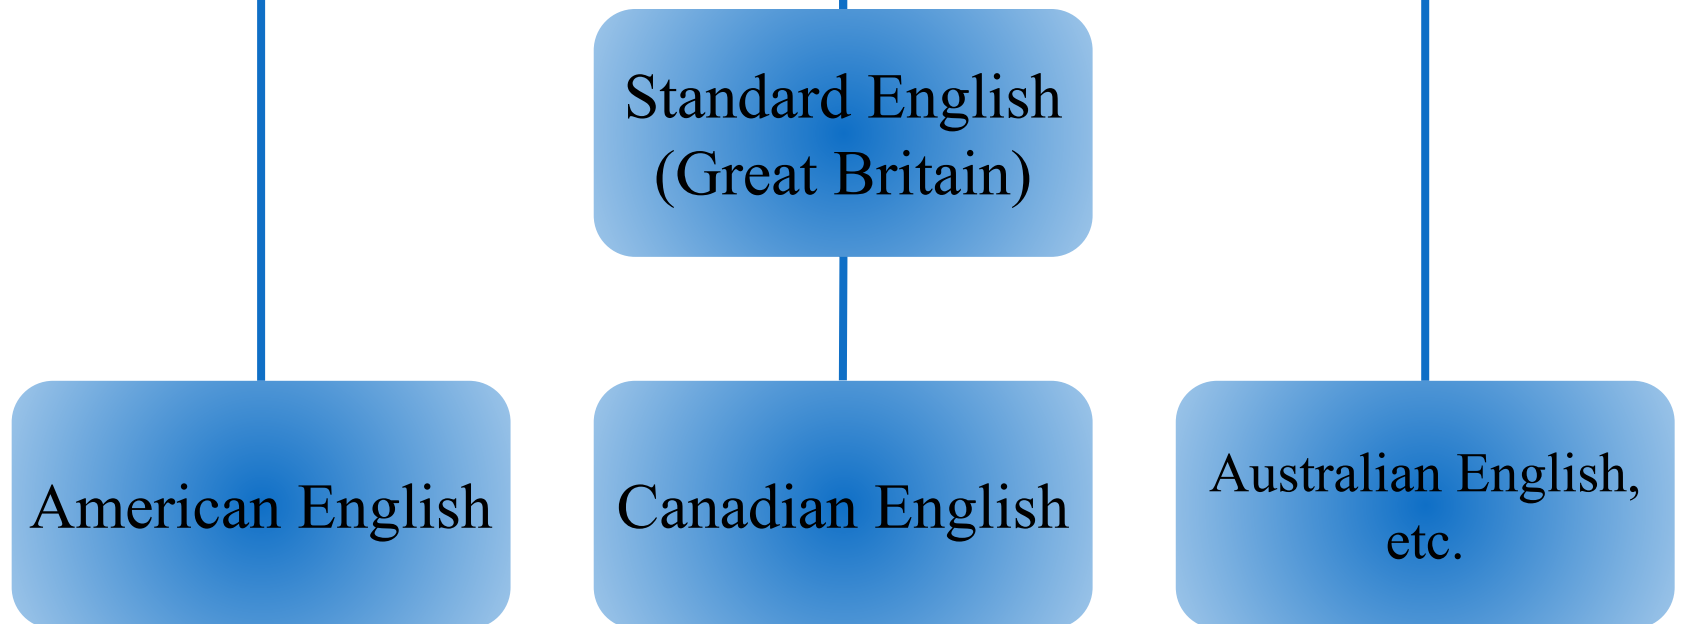 Standard English
(Great Britain)
American English
Canadian English
Australian English,
etc.